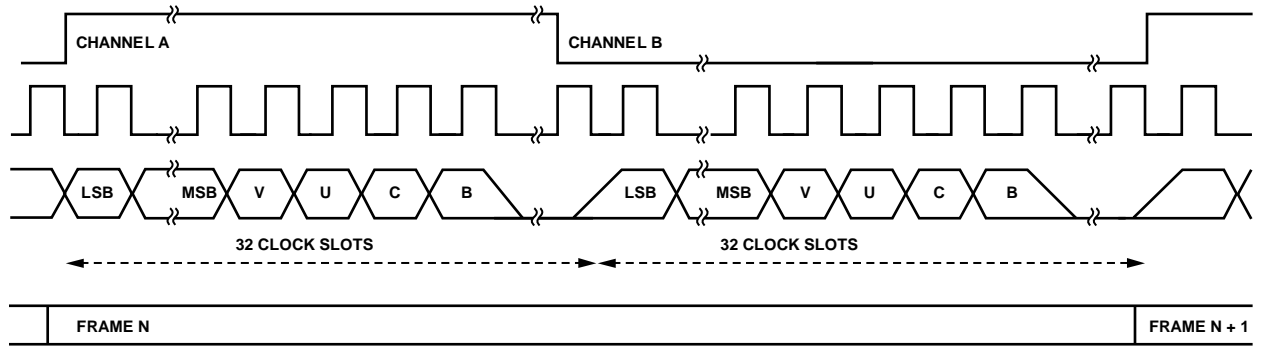 CHANNEL A CHANNEL B
LSB MSB V U C B LSB MSB V U C B
32 CLOCK SLOTS 32 CLOCK SLOTS
FRAME N FRAME N + 1